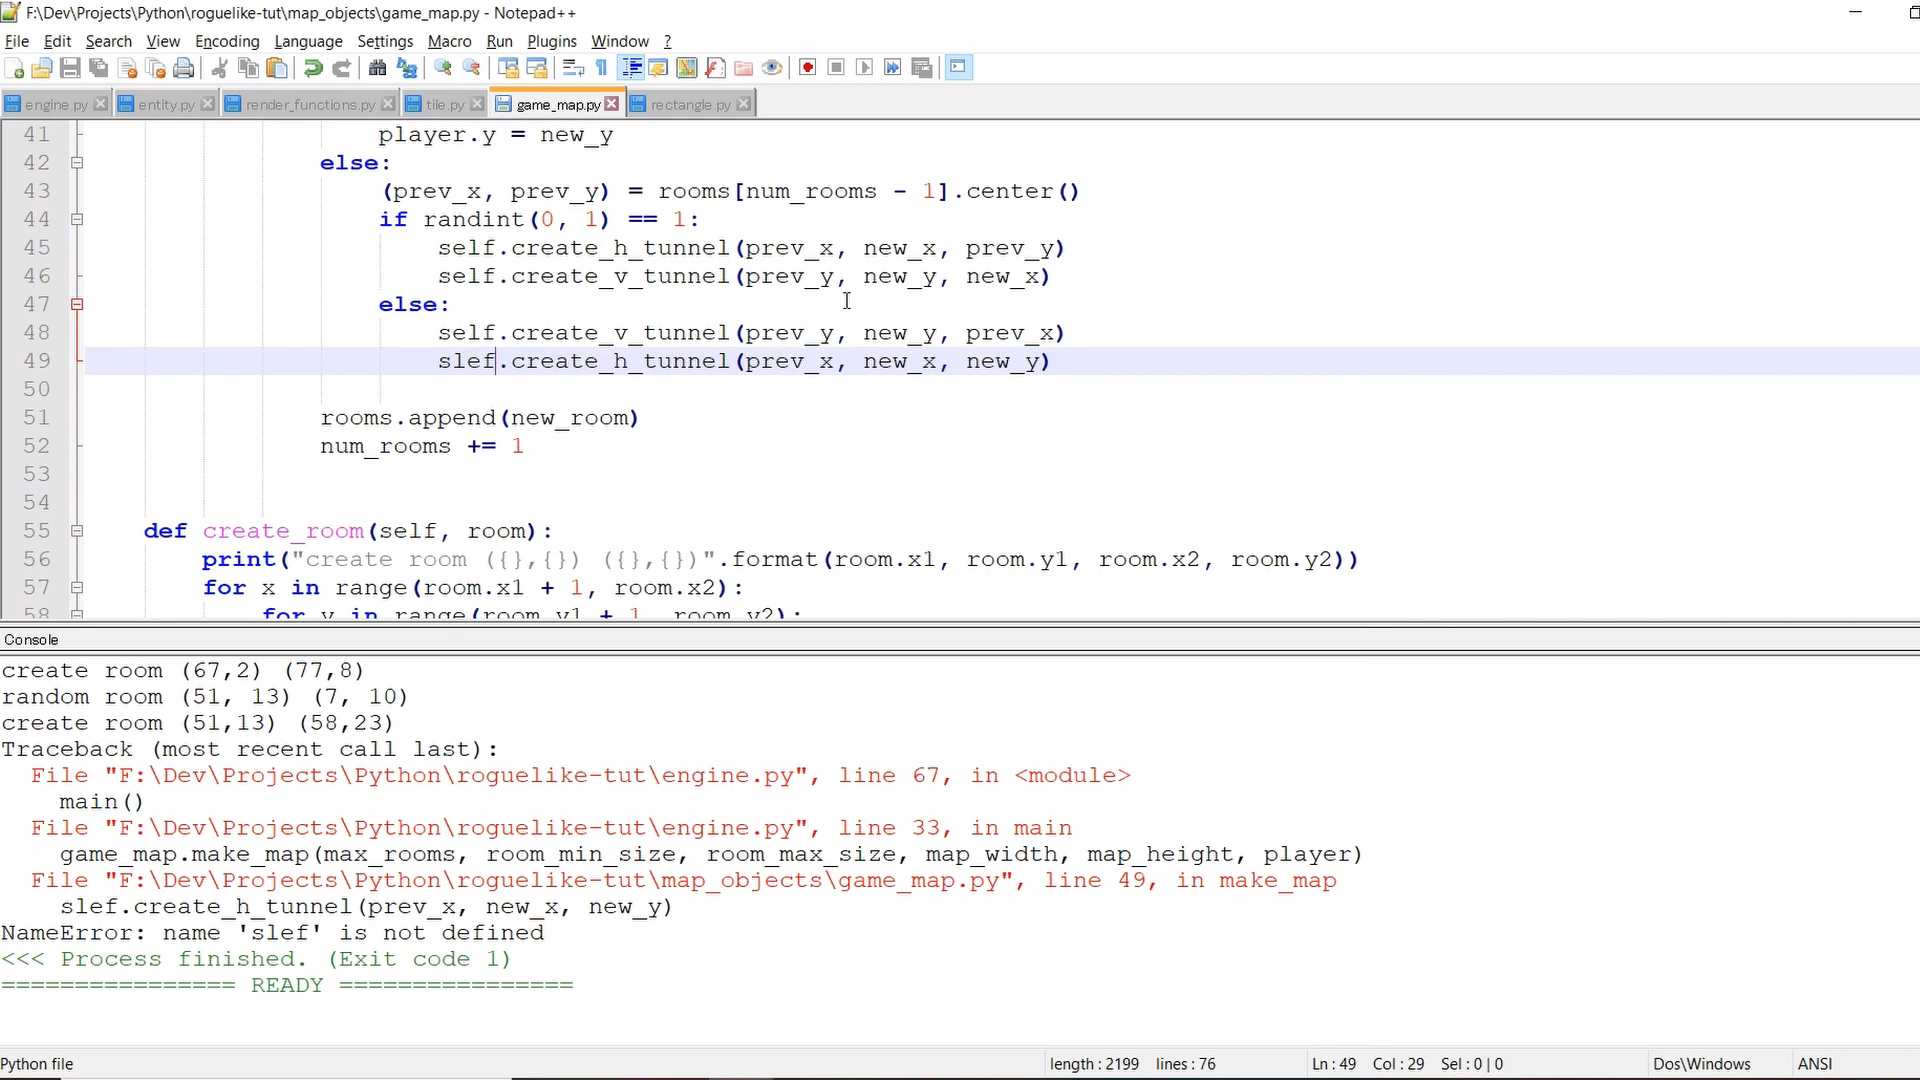 F:\Dev\Projects\Python\roguelike-tut\map_objects\game_map.py - Notepad++
File Edit Search View Encoding Language Settings Macro Run Plugins Window ?
engine.py entity.py render_functions.py tile.py game_map.py rectangle.py
41 player.y = new_y
42 else:
43 (prev_x, prev_y) = rooms[num_rooms - 1].center()
44 if randint(0, 1) == 1:
45 self.create_h_tunnel(prev_x, new_x, prev_y)
46 self.create_v_tunnel(prev_y, new_y, new_x)
47 else:
48 self.create_v_tunnel(prev_y, new_y, prev_x)
49 slef.create_h_tunnel(prev_x, new_x, new_y)
50
51 rooms.append(new_room)
52 num_rooms += 1
53
54
55 def create_room(self, room):
56 print("create room ({},{}) ({},{})".format(room.x1, room.y1, room.x2, room.y2))
57 for x in range(room.x1 + 1, room.x2):
58 for y in range(room.y1 + 1, room.y2):
Console
create room (67,2) (77,8)
random room (51, 13) (7, 10)
create room (51,13) (58,23)
Traceback (most recent call last):
File "F:\Dev\Projects\Python\roguelike-tut\engine.py", line 67, in <module>
main()
File "F:\Dev\Projects\Python\roguelike-tut\engine.py", line 33, in main
game_map.make_map(max_rooms, room_min_size, room_max_size, map_width, map_height, player)
File "F:\Dev\Projects\Python\roguelike-tut\map_objects\game_map.py", line 49, in make_map
slef.create_h_tunnel(prev_x, new_x, new_y)
NameError: name 'slef' is not defined
<<< Process finished. (Exit code 1)
================ READY ================
Python file length : 2199 lines : 76 Ln : 49 Col : 29 Sel : 0 | 0 Dos\Windows ANSI